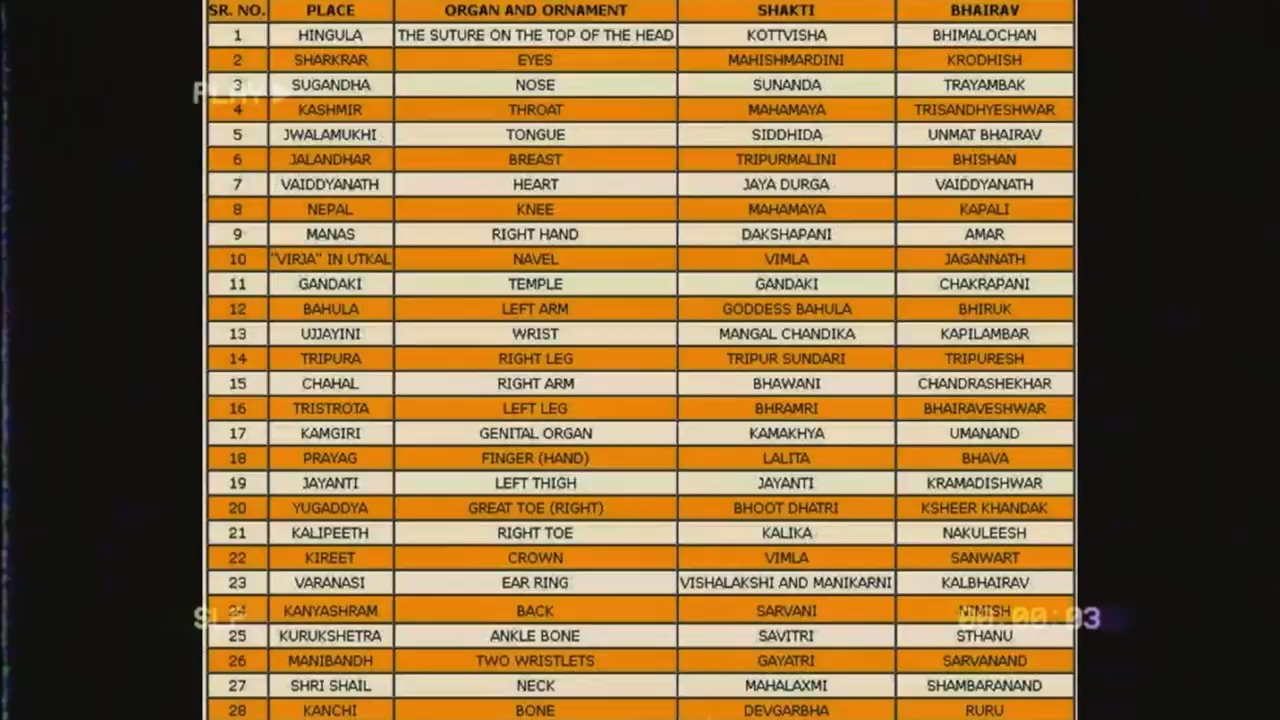 SR. NO. PLACE ORGAN AND ORNAMENT SHAKTI BHAIRAV
1 HINGULA THE SUTURE ON THE TOP OF THE HEAD KOTTVISHA BHIMALOCHAN
2 SHARKRAR EYES MAHISHMARDINI KRODHISH
3 SUGANDHA NOSE SUNANDA TRAYAMBAK
PLAY
4 KASHMIR THROAT MAHAMAYA TRISANDHYESHWAR
5 JWALAMUKHI TONGUE SIDDHIDA UNMAT BHAIRAV
6 JALANDHAR BREAST TRIPURMALINI BHISHAN
7 VAIDDYANATH HEART JAYA DURGA VAIDDYANATH
8 NEPAL KNEE MAHAMAYA KAPALI
9 MANAS RIGHT HAND DAKSHAPANI AMAR
10 "VIRJA" IN UTKAL NAVEL VIMLA JAGANNATH
11 GANDAKI TEMPLE GANDAKI CHAKRAPANI
12 BAHULA LEFT ARM GODDESS BAHULA BHIRUK
13 UJJAYINI WRIST MANGAL CHANDIKA KAPILAMBAR
14 TRIPURA RIGHT LEG TRIPUR SUNDARI TRIPURESH
15 CHAHAL RIGHT ARM BHAWANI CHANDRASHEKHAR
16 TRISTROTA LEFT LEG BHRAMRI BHAIRAVESHWAR
17 KAMGIRI GENITAL ORGAN KAMAKHYA UMANAND
18 PRAYAG FINGER (HAND) LALITA BHAVA
19 JAYANTI LEFT THIGH JAYANTI KRAMADISHWAR
20 YUGADDYA GREAT TOE (RIGHT) BHOOT DHATRI KSHEER KHANDAK
21 KALIPEETH RIGHT TOE KALIKA NAKULEESH
22 KIREET CROWN VIMLA SANWART
23 VARANASI EAR RING VISHALAKSHI AND MANIKARNI KALBHAIRAV
24 KANYASHRAM BACK SARVANI NIMISH
SLP 00:00:03
25 KURUKSHETRA ANKLE BONE SAVITRI STHANU
26 MANIBANDH TWO WRISTLETS GAYATRI SARVANAND
27 SHRI SHAIL NECK MAHALAXMI SHAMBARANAND
28 KANCHI BONE DEVGARBHA RURU